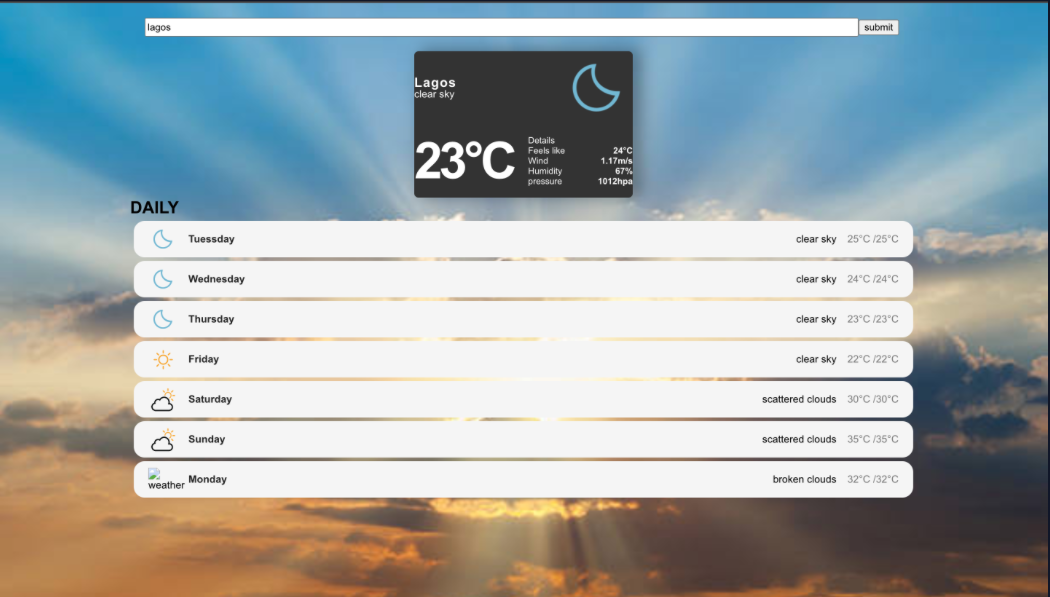 lagos submit
Lagos
clear sky
23°C
Details
Feels like 24°C
Wind 1.17m/s
Humidity 67%
pressure 1012hpa
DAILY
Tuessday clear sky 25°C /25°C
Wednesday clear sky 24°C /24°C
Thursday clear sky 23°C /23°C
Friday clear sky 22°C /22°C
Saturday scattered clouds 30°C /30°C
Sunday scattered clouds 35°C /35°C
weather Monday broken clouds 32°C /32°C